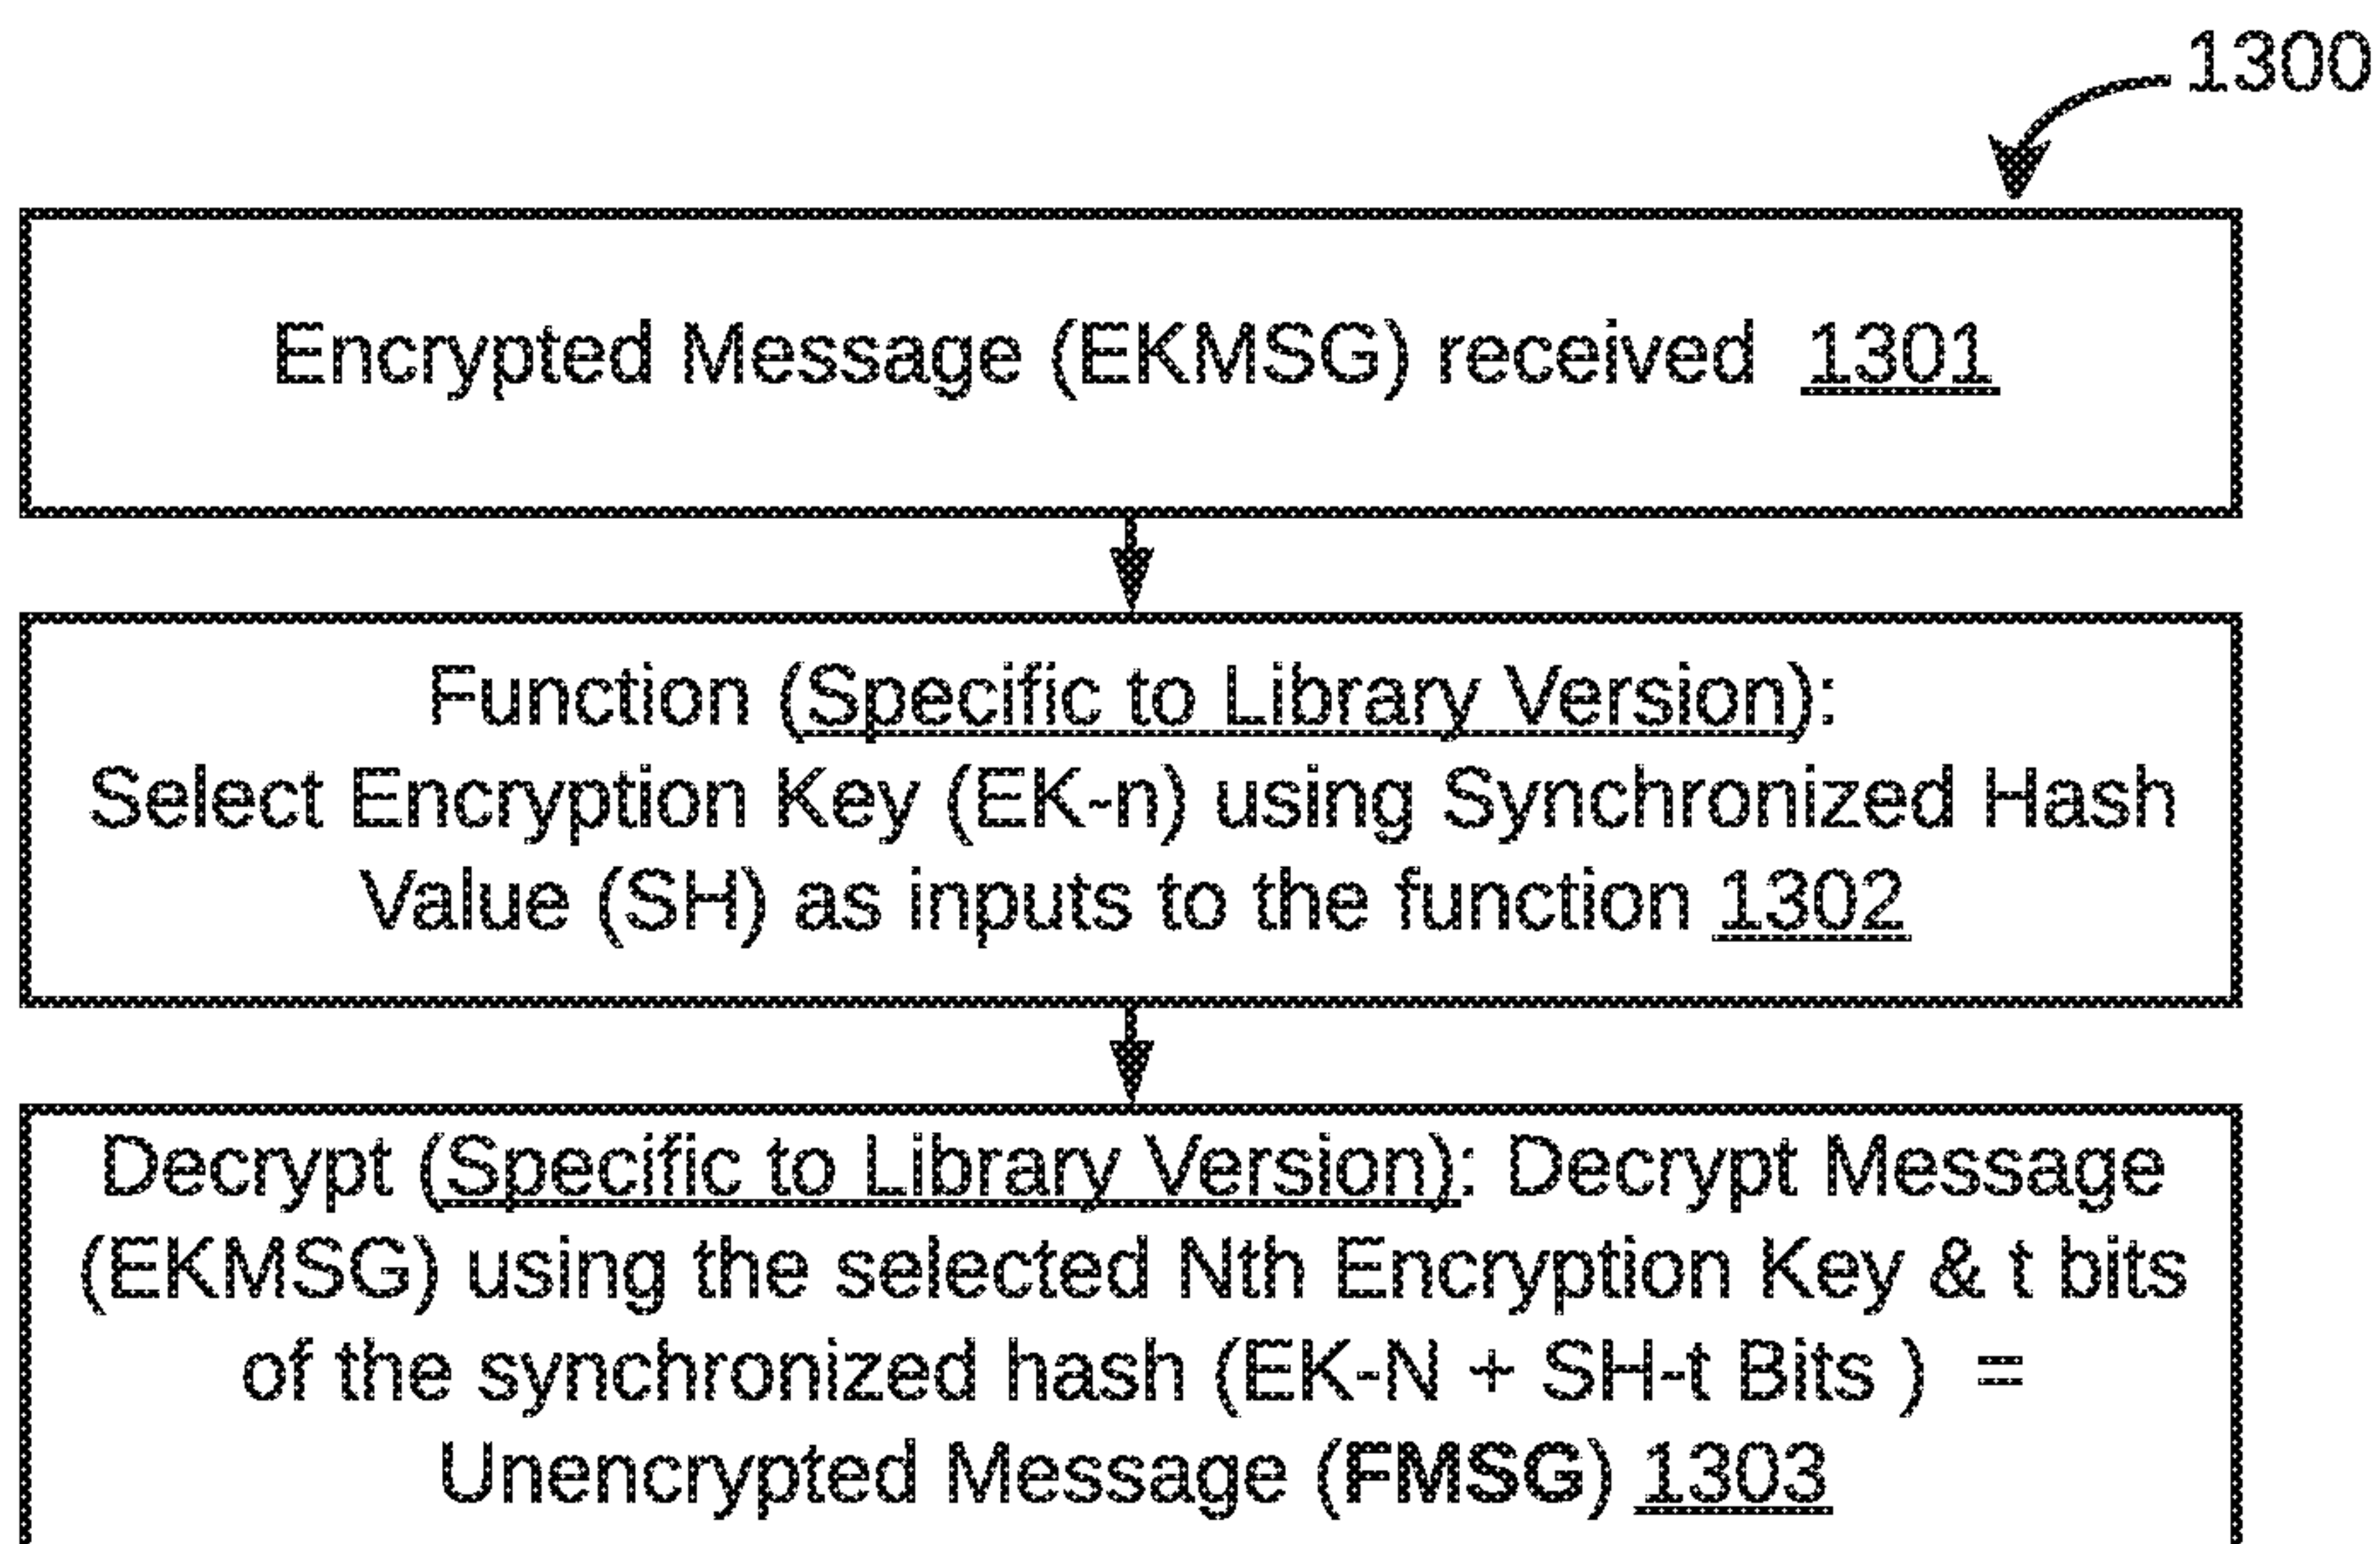 1300
Encrypted Message (EKMSG) received 1301
Function (Specific to Library Version):
Select Encryption Key (EK-n) using Synchronized Hash
Value (SH) as inputs to the function 1302
Decrypt (Specific to Library Version): Decrypt Message
(EKMSG) using the selected Nth Encryption Key & t bits
of the synchronized hash (EK-N + SH-t Bits ) =
Unencrypted Message (FMSG) 1303